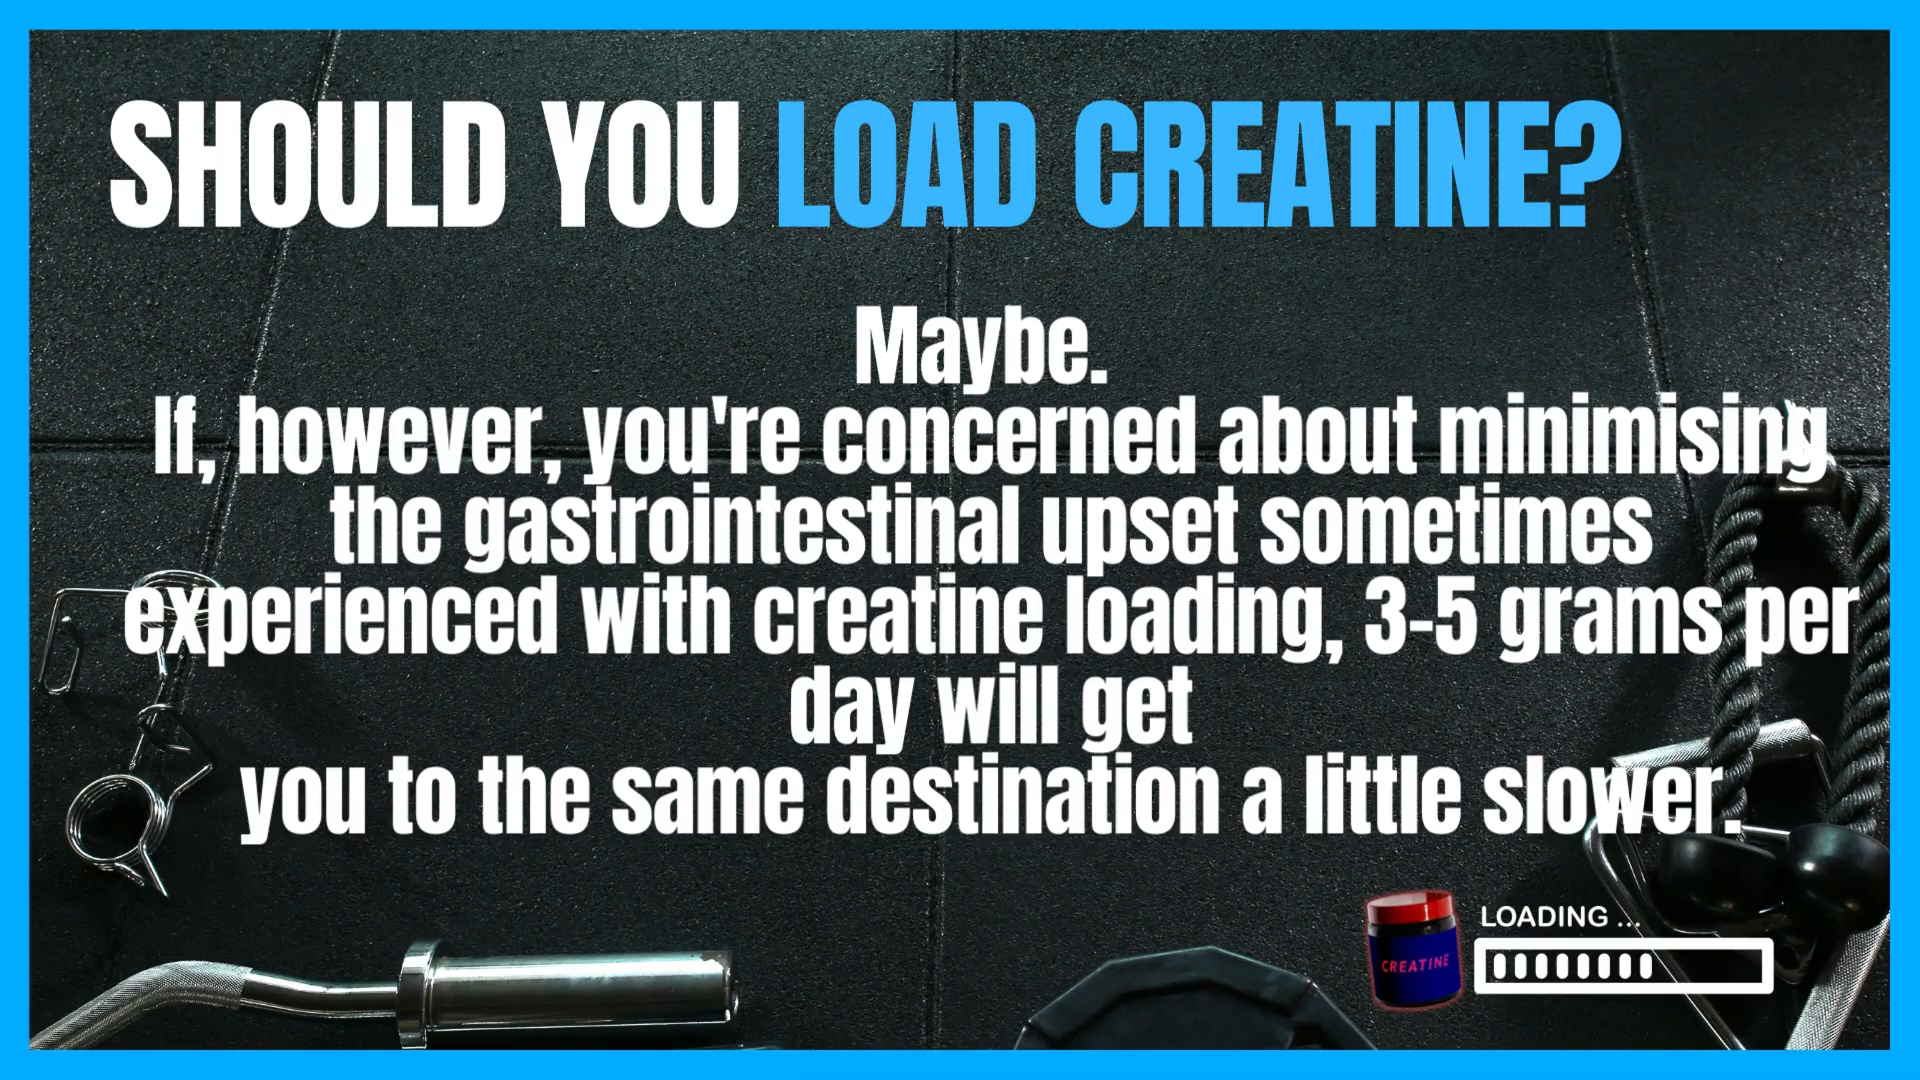 SHOULD YOU LOAD CREATINE?
Maybe.
If, however, you're concerned about minimising
the gastrointestinal upset sometimes
experienced with creatine loading, 3-5 grams per
day will get
you to the same destination a little slower.
LOADING ...
CREATINE